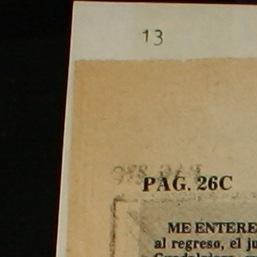 13
PAG. 26C
ME ENTERE
al regreso, el ju